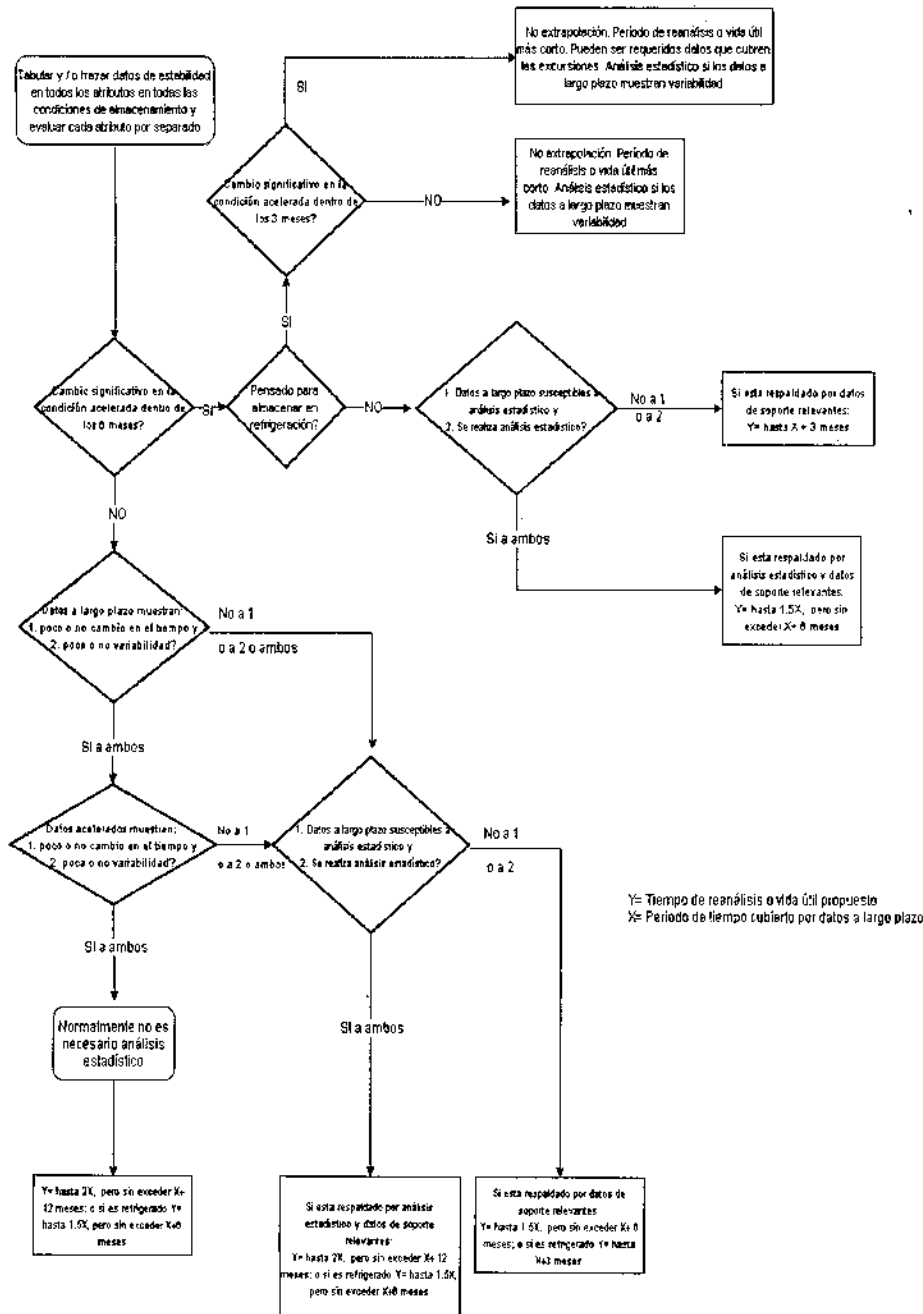 Tabular y / o trazar datos de estabilidad
en todos los atributos en todas las
condiciones de almacenamiento y
evaluar cada atributo por separado
No extrapolación. Periodo de reanálisis o vida útil
más corto. Pueden ser requeridos datos que cubren
las excursiones. Análisis estadístico si los datos a
largo plazo muestran variabilidad
SI
Cambio significativo en la
condición acelerada dentro de
los 3 meses?
NO
No extrapolación. Período de
reanálisis o vida útil más
corto. Análisis estadístico si los
datos a largo plazo muestran
variabilidad
SI
Cambio significativo en la
condición acelerada dentro de
los 6 meses?
SI
Pensado para
almacenar en
refrigeración?
NO
1. Datos a largo plazo susceptibles a
análisis estadístico y
2. Se realiza análisis estadístico?
No a 1
o a 2
Si esta respaldado por datos
de soporte relevantes:
Y= hasta X + 3 meses
Si a ambos
Si esta respaldado por
análisis estadístico y datos
de soporte relevantes.
Y= hasta 1.5X, pero sin
exceder X+ 6 meses
NO
Datos a largo plazo muestran:
1. poco o no cambio en el tiempo y
2. poca o no variabilidad?
No a 1
o a 2 o ambos
SI a ambos
Datos acelerados muestran:
1. poco o no cambio en el tiempo y
2. poca o no variabilidad?
No a 1
o a 2 o ambos
1. Datos a largo plazo susceptibles a
análisis estadístico y
2. Se realiza análisis estadístico?
No a 1
o a 2
Y= Tiempo de reanálisis o vida útil propuesto
X= Periodo de tiempo cubierto por datos a largo plazo
SI a ambos
SI a ambos
Normalmente no es
necesario análisis
estadístico
Y= hasta 2X, pero sin exceder X+
12 meses; o si es refrigerado Y=
hasta 1.5X, pero sin exceder X+6
meses
Si esta respaldado por análisis
estadístico y datos de soporte
relevantes:
Y= hasta 2X, pero sin exceder X+ 12
meses; o si es refrigerado Y= hasta 1.5X,
pero sin exceder X+6 meses
Si esta respaldado por datos de
soporte relevantes
Y= hasta 1.5X, pero sin exceder X+ 6
meses; o si es refrigerado Y= hasta
X+3 meses